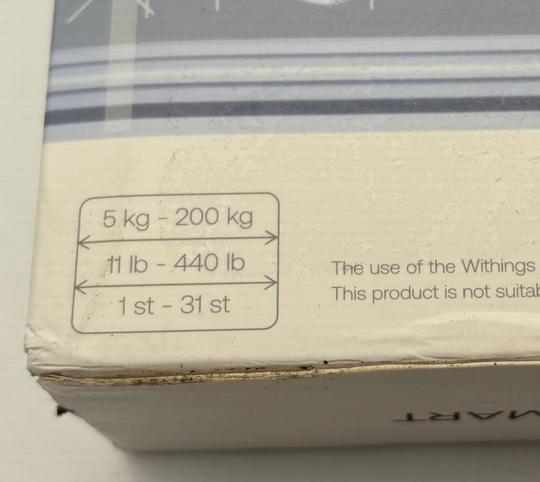 5 kg - 200 kg
11 lb - 440 lb
1 st - 31 st
The use of the Withings
This product is not suitab
MART